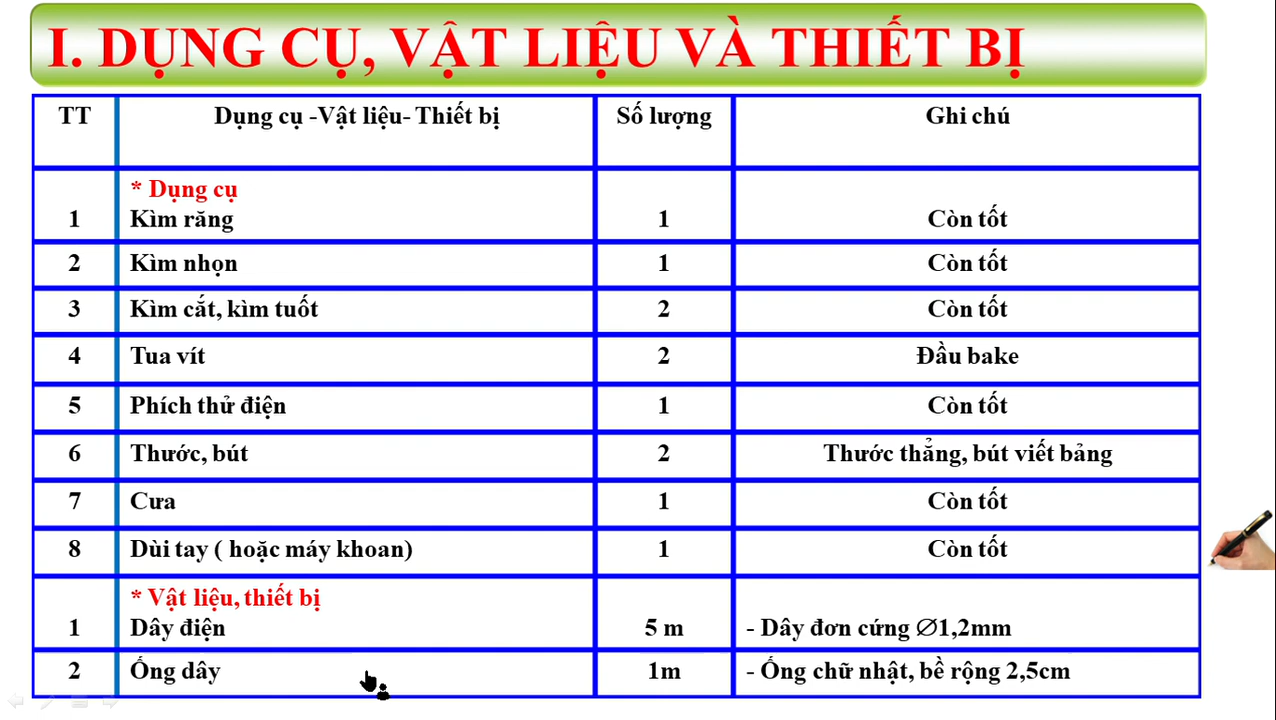 I. DỤNG CỤ, VẬT LIỆU VÀ THIẾT BỊ
TT Dụng cụ -Vật liệu- Thiết bị Số lượng Ghi chú
* Dụng cụ
1 Kìm răng 1 Còn tốt
2 Kìm nhọn 1 Còn tốt
3 Kìm cắt, kìm tuốt 2 Còn tốt
4 Tua vít 2 Đầu bake
5 Phích thử điện 1 Còn tốt
6 Thước, bút 2 Thước thẳng, bút viết bảng
7 Cưa 1 Còn tốt
8 Dùi tay ( hoặc máy khoan) 1 Còn tốt
* Vật liệu, thiết bị
1 Dây điện 5 m - Dây đơn cứng ∅1,2mm
2 Ống dây 1m - Ống chữ nhật, bề rộng 2,5cm